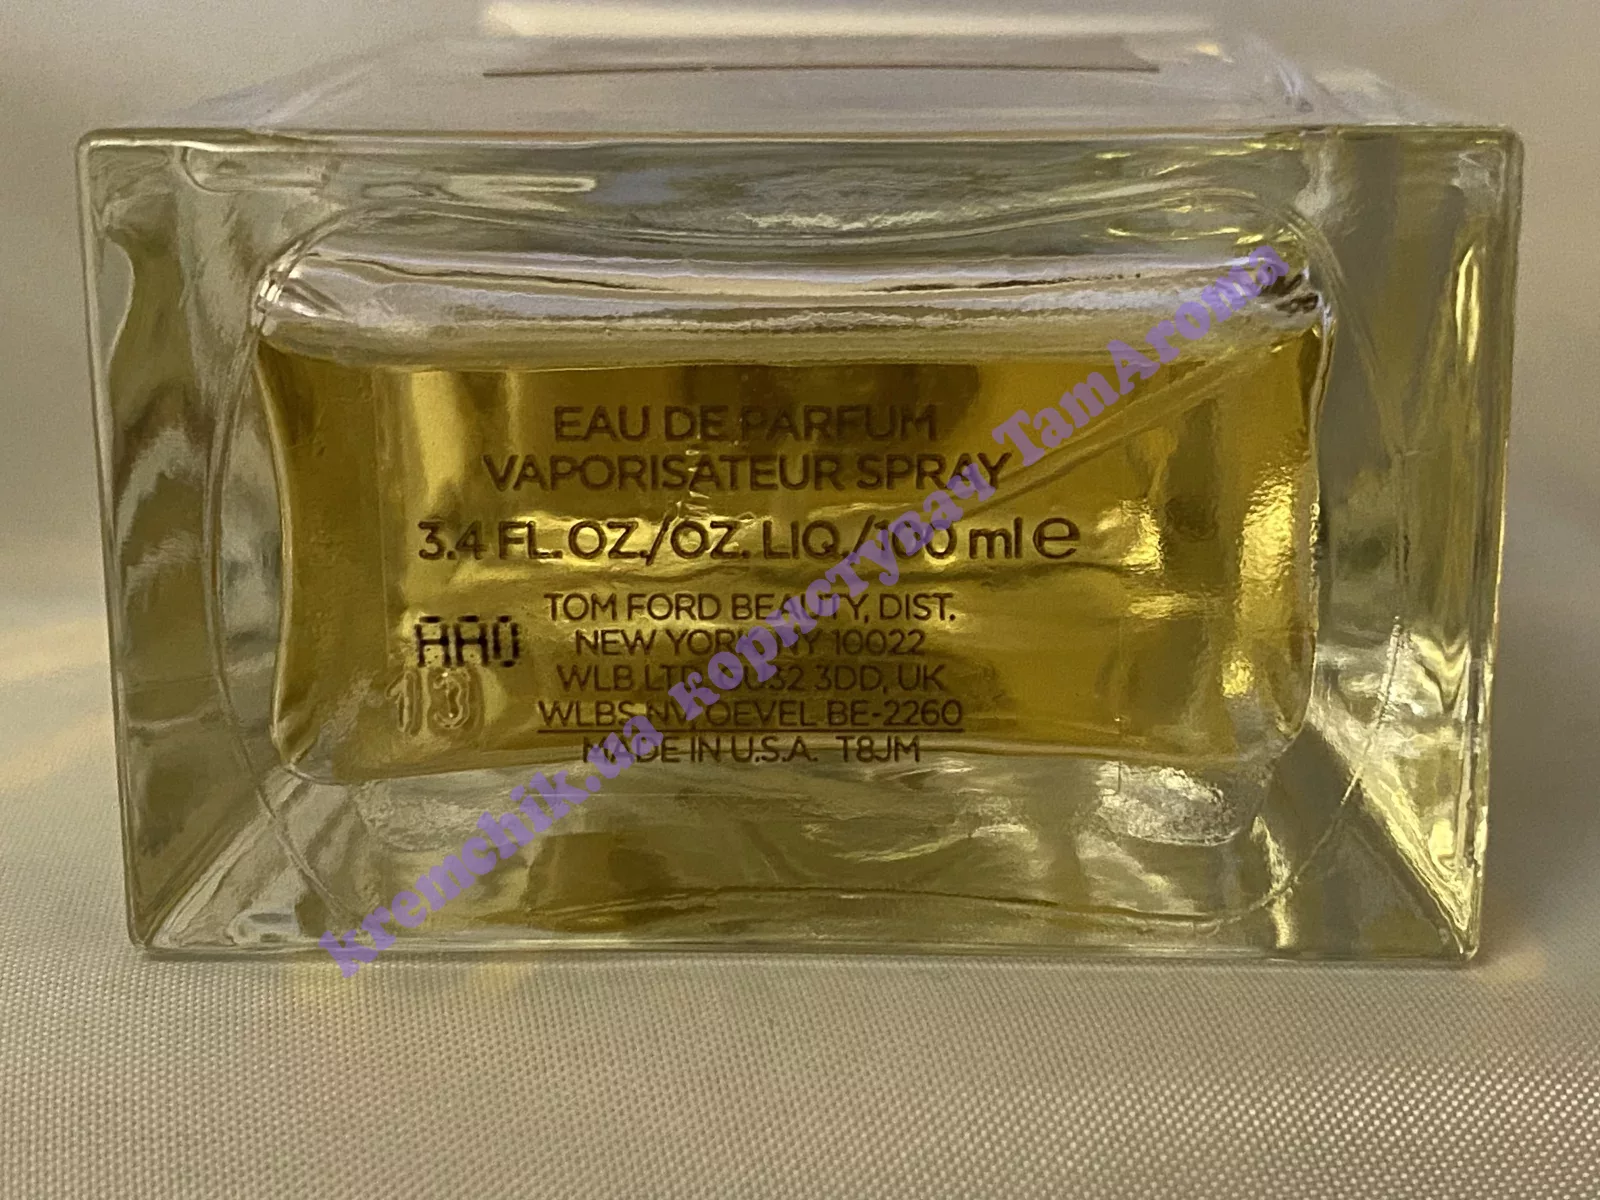 EAU DE PARFUM
VAPORISATEUR SPRAY
3.4 FL.OZ./OZ. LIQ./100 ml e
TOM FORD BEAUTY, DIST.
NEW YORK, NY 10022
WLB LTD. GU32 3DD, UK
WLBS NV, OEVEL BE-2260
MADE IN U.S.A. T8JM
AA0
13
kremchik.ua користувач TamAroma